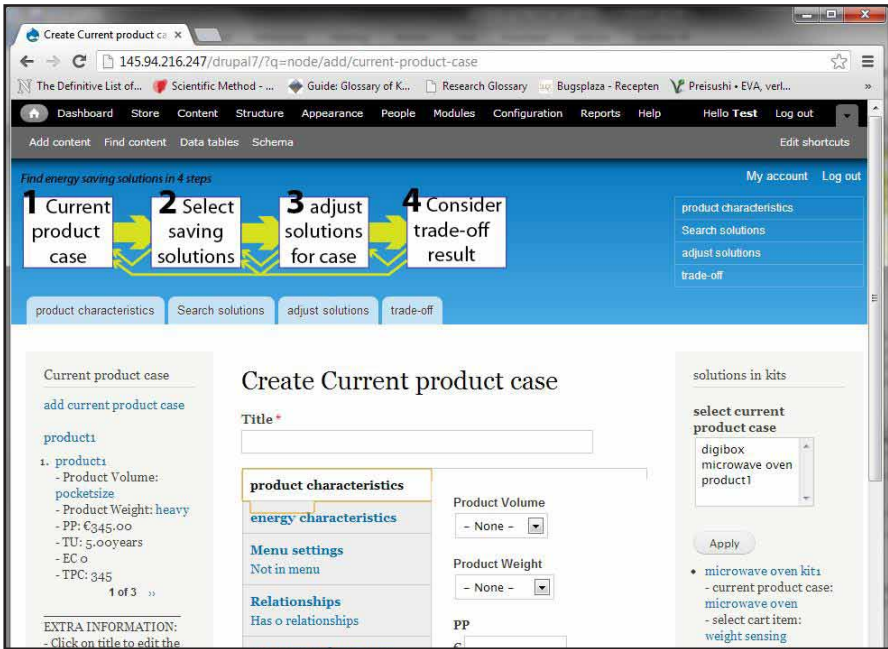 Create Current product ca ×
145.94.216.247/drupal7/?q=node/add/current-product-case
The Definitive List of... Scientific Method - ... Guide: Glossary of K... Research Glossary Bugsplaza - Recepten Preisushi • EVA, verl... »
Dashboard Store Content Structure Appearance People Modules Configuration Reports Help Hello Test Log out
Add content Find content Data tables Schema Edit shortcuts
Find energy saving solutions in 4 steps
My account Log out
1 Current product case
2 Select saving solutions
3 adjust solutions for case
4 Consider trade-off result
product characteristics
Search solutions
adjust solutions
trade-off
product characteristics Search solutions adjust solutions trade-off
Current product case
add current product case
product1
1. product1
- Product Volume:
pocketsize
- Product Weight: heavy
- PP: €345.00
- TU: 5.00years
- EC 0
- TPC: 345
1 of 3 ››
EXTRA INFORMATION:
- Click on title to edit the
Create Current product case
Title *
product characteristics
energy characteristics
Menu settings
Not in menu
Relationships
Has 0 relationships
Product Volume
- None -
Product Weight
- None -
PP
€
solutions in kits
select current
product case
digibox
microwave oven
product1
Apply
• microwave oven kit1
- current product case:
microwave oven
- select cart item:
weight sensing